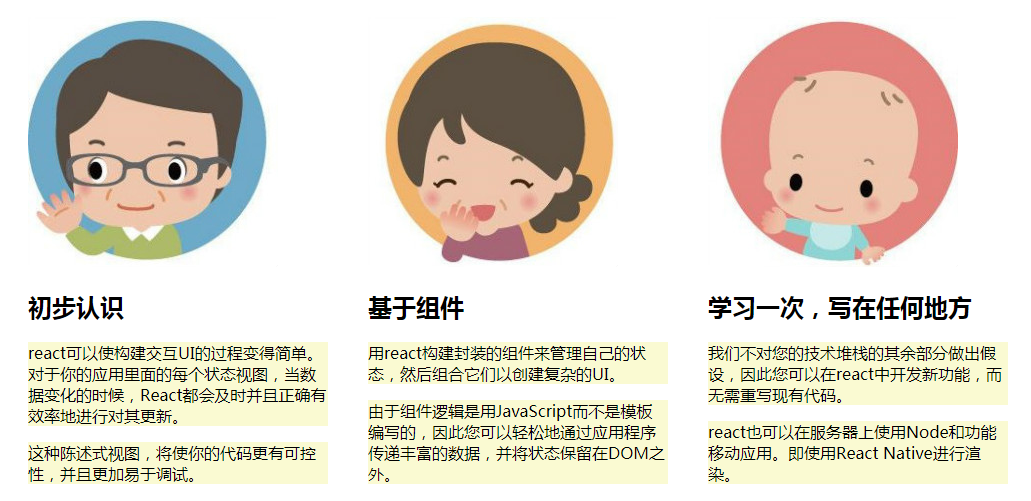 初步认识
react可以使构建交互UI的过程变得简单。
对于你的应用里面的每个状态视图，当数
据变化的时候，React都会及时并且正确有
效率地进行对其更新。
这种陈述式视图，将使你的代码更有可控
性，并且更加易于调试。
基于组件
用react构建封装的组件来管理自己的状
态，然后组合它们以创建复杂的UI。
由于组件逻辑是用JavaScript而不是模板
编写的，因此您可以轻松地通过应用程序
传递丰富的数据，并将状态保留在DOM之
外。
学习一次，写在任何地方
我们不对您的技术堆栈的其余部分做出假
设，因此您可以在react中开发新功能，而
无需重写现有代码。
react也可以在服务器上使用Node和功能
移动应用。即使用React Native进行渲
染。